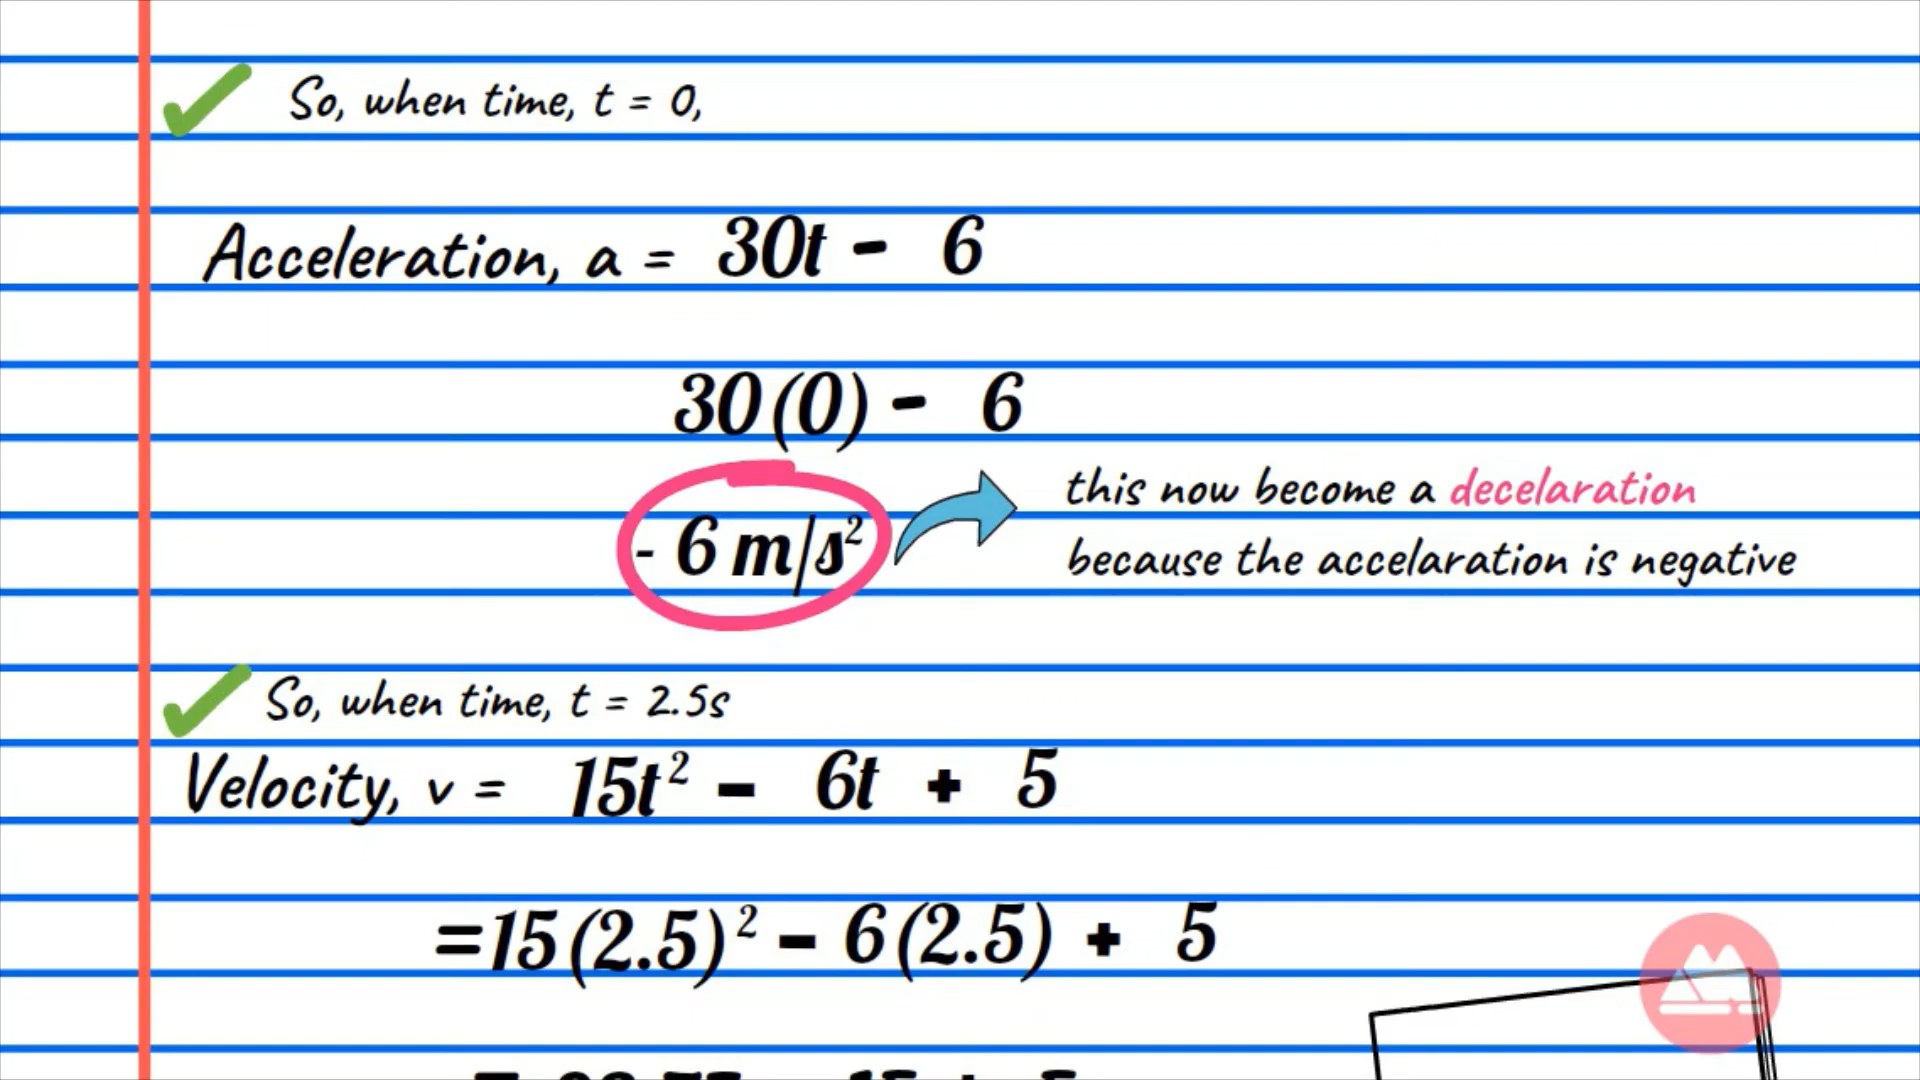 So, when time, t = 0,
Acceleration, a = 30t - 6
30(0) - 6
- 6 m/s²
this now become a decelaration
because the accelaration is negative
So, when time, t = 2.5s
Velocity, v = 15t² - 6t + 5
=15(2.5)² - 6(2.5) + 5